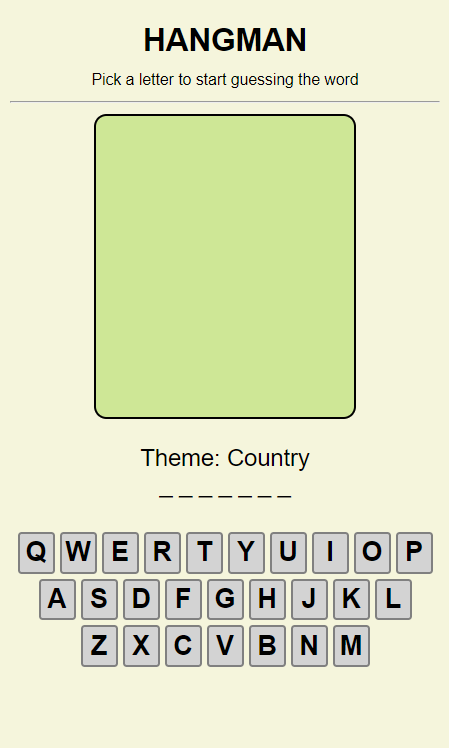 HANGMAN
Pick a letter to start guessing the word
Theme: Country
_ _ _ _ _ _ _
Q W E R T Y U I O P
A S D F G H J K L
Z X C V B N M